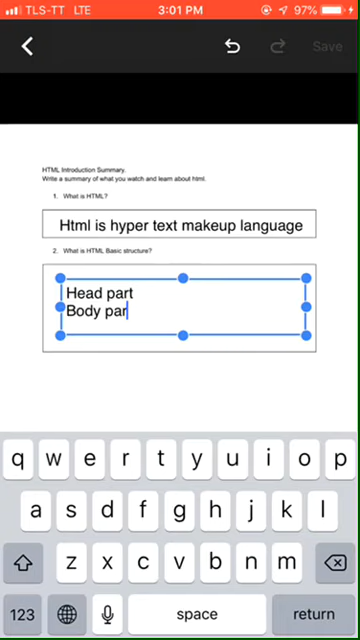 TLS-TT LTE 3:01 PM 97%
Save
HTML Introduction Summary.
Write a summary of what you watch and learn about html.
1. What is HTML?
Html is hyper text makeup language
2. What is HTML Basic structure?
Head part
Body par
q w e r t y u i o p
a s d f g h j k l
z x c v b n m
123 space return